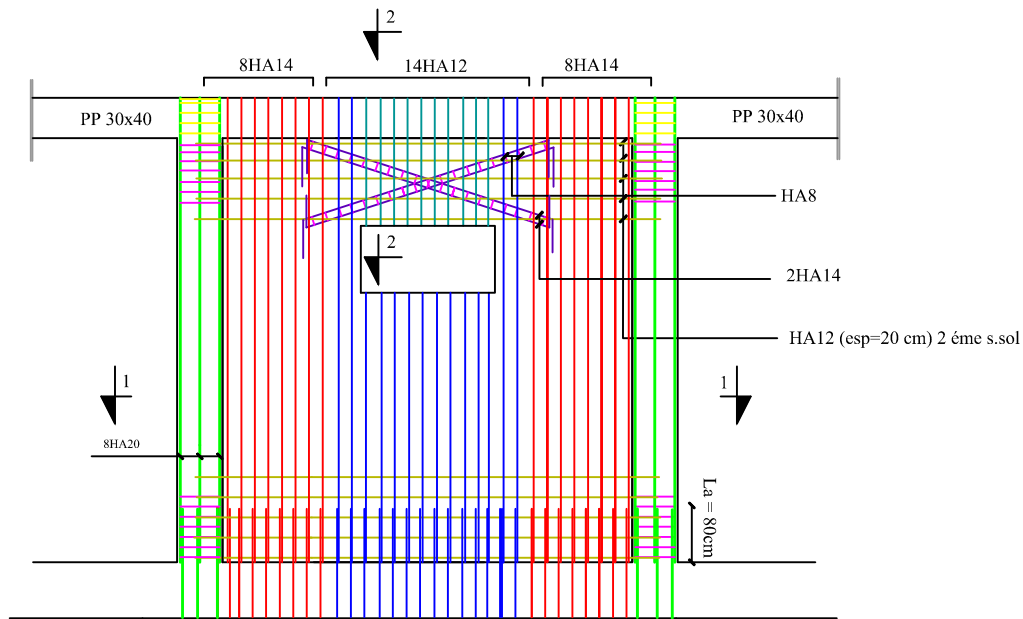 2
8HA14
14HA12
8HA14
PP 30x40
PP 30x40
HA8
2
2HA14
HA12 (esp=20 cm) 2 éme s.sol
1
1
8HA20
La = 80cm